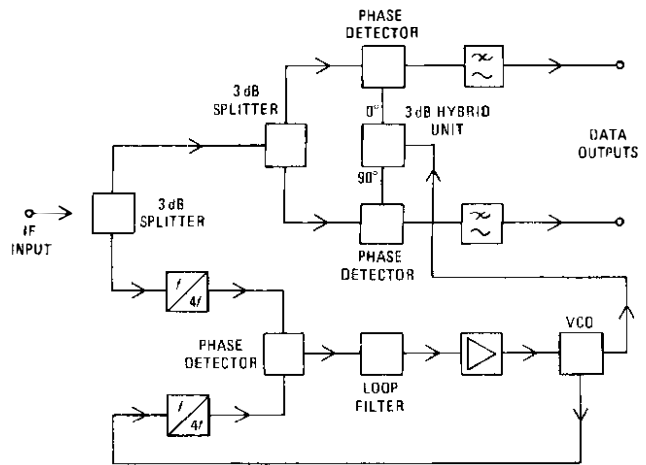 PHASE
DETECTOR
3 dB
SPLITTER
0°
3 dB HYBRID
UNIT
DATA
OUTPUTS
90°
3 dB
SPLITTER
IF
INPUT
PHASE
DETECTOR
f
4f
VCO
PHASE
DETECTOR
LOOP
FILTER
f
4f